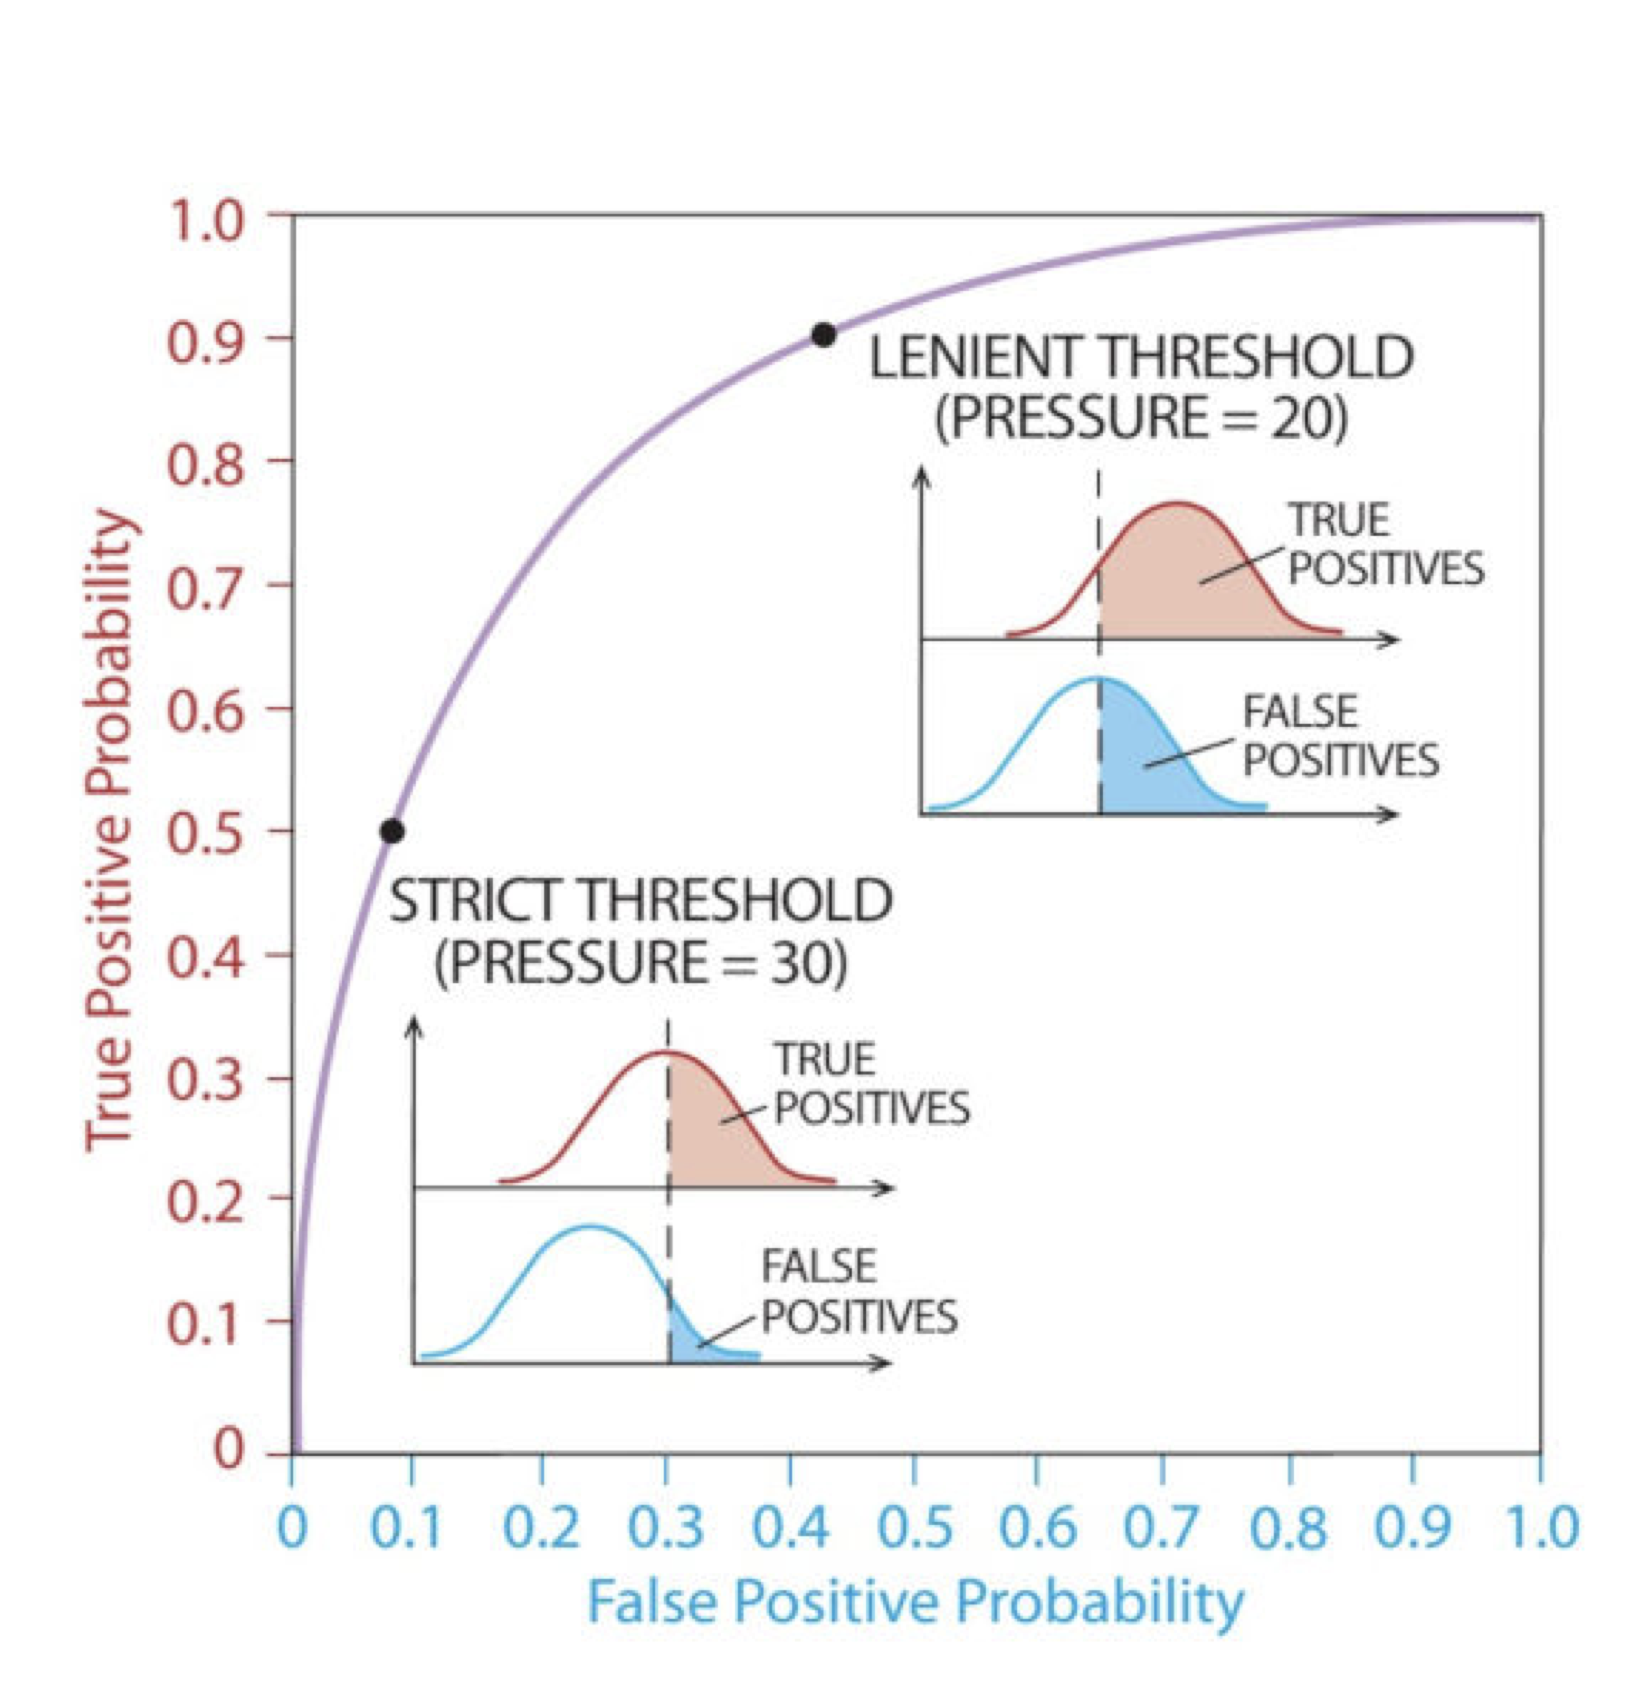 1.0
0.9
0.8
0.7
0.6
0.5
0.4
0.3
0.2
0.1
0
True Positive Probability
LENIENT THRESHOLD
(PRESSURE = 20)
TRUE
POSITIVES
FALSE
POSITIVES
STRICT THRESHOLD
(PRESSURE = 30)
TRUE
POSITIVES
FALSE
POSITIVES
0 0.1 0.2 0.3 0.4 0.5 0.6 0.7 0.8 0.9 1.0
False Positive Probability